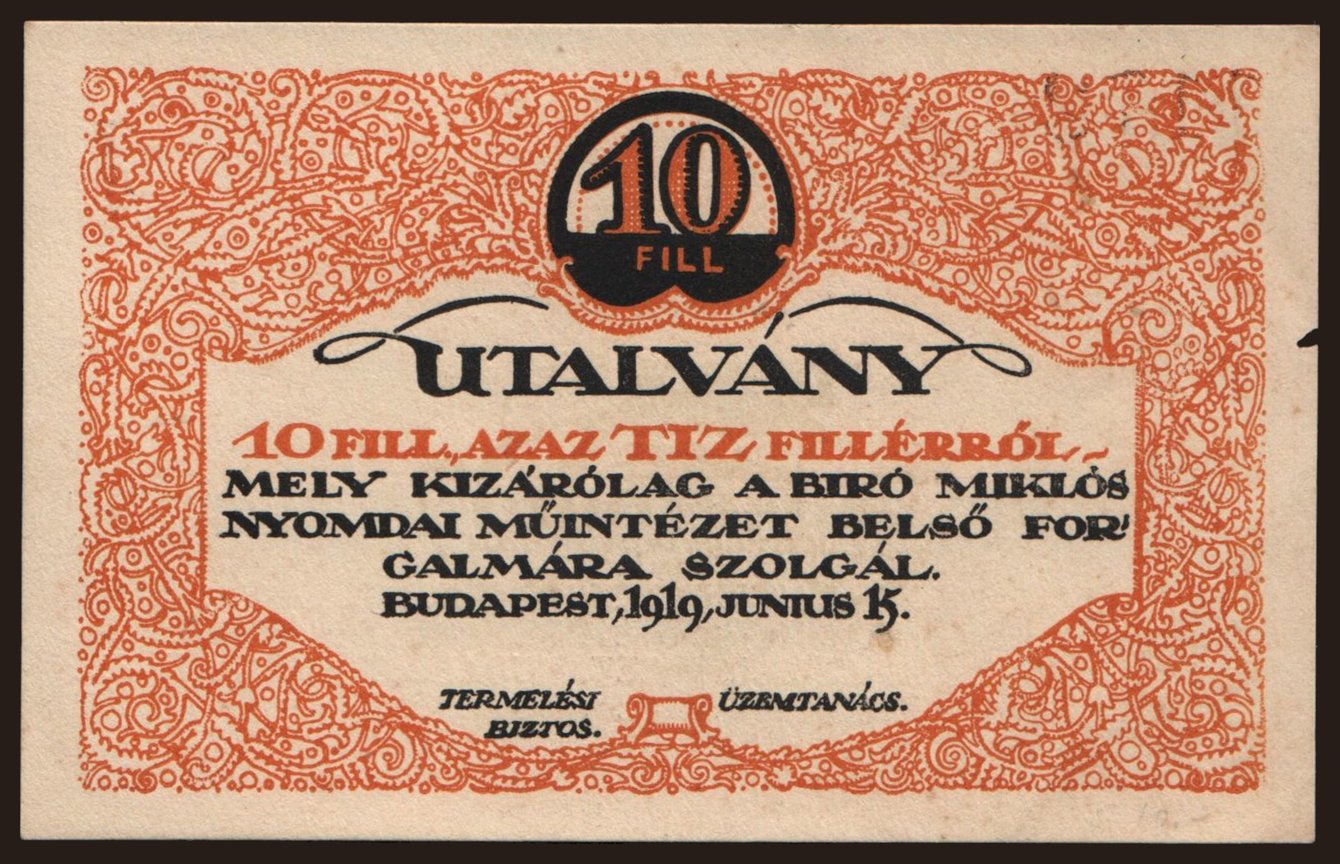 10
FILL
UTALVÁNY
10 FILL., AZAZ TIZ FILLÉRRŐL~
MELY KIZÁRÓLAG A BIRÓ MIKLÓS
NYOMDAI MŰINTÉZET BELSŐ FOR-
GALMÁRA SZOLGÁL.
BUDAPEST, 1919, JUNIUS 15.
TERMELÉSI
BIZTOS.
ÜZEMTANÁCS.